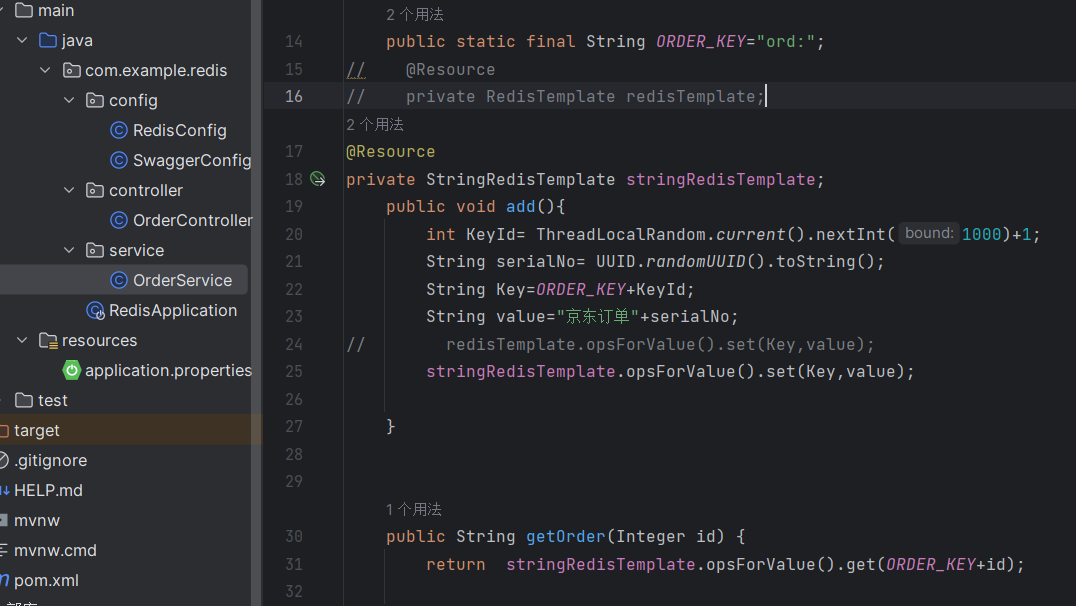 main
java
com.example.redis
config
RedisConfig
SwaggerConfig
controller
OrderController
service
OrderService
RedisApplication
resources
application.properties
test
target
.gitignore
HELP.md
mvnw
mvnw.cmd
pom.xml
2 个用法
14 public static final String ORDER_KEY="ord:";
15 // @Resource
16 // private RedisTemplate redisTemplate;
2 个用法
17 @Resource
18 private StringRedisTemplate stringRedisTemplate;
19 public void add(){
20 int KeyId= ThreadLocalRandom.current().nextInt( bound: 1000)+1;
21 String serialNo= UUID.randomUUID().toString();
22 String Key=ORDER_KEY+KeyId;
23 String value="京东订单"+serialNo;
24 // redisTemplate.opsForValue().set(Key,value);
25 stringRedisTemplate.opsForValue().set(Key,value);
26
27 }
28
29
1 个用法
30 public String getOrder(Integer id) {
31 return stringRedisTemplate.opsForValue().get(ORDER_KEY+id);
32